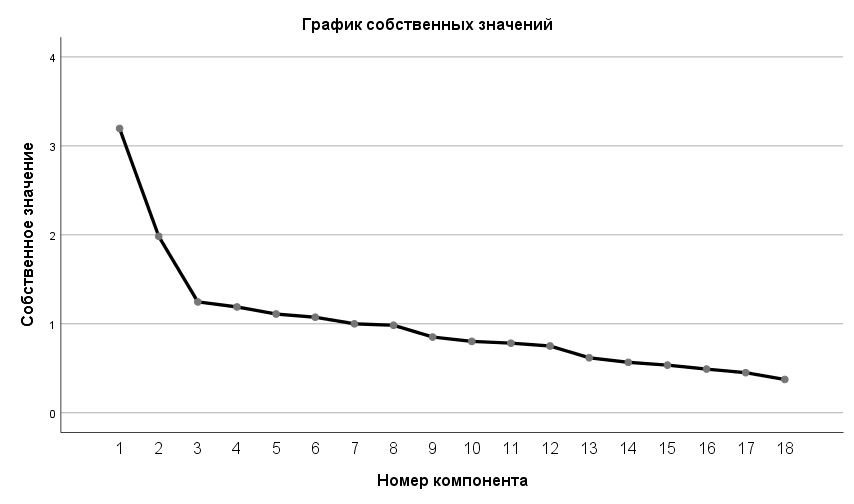 График собственных значений
4
3
2
1
0
Собственное значение
1 2 3 4 5 6 7 8 9 10 11 12 13 14 15 16 17 18
Номер компонента